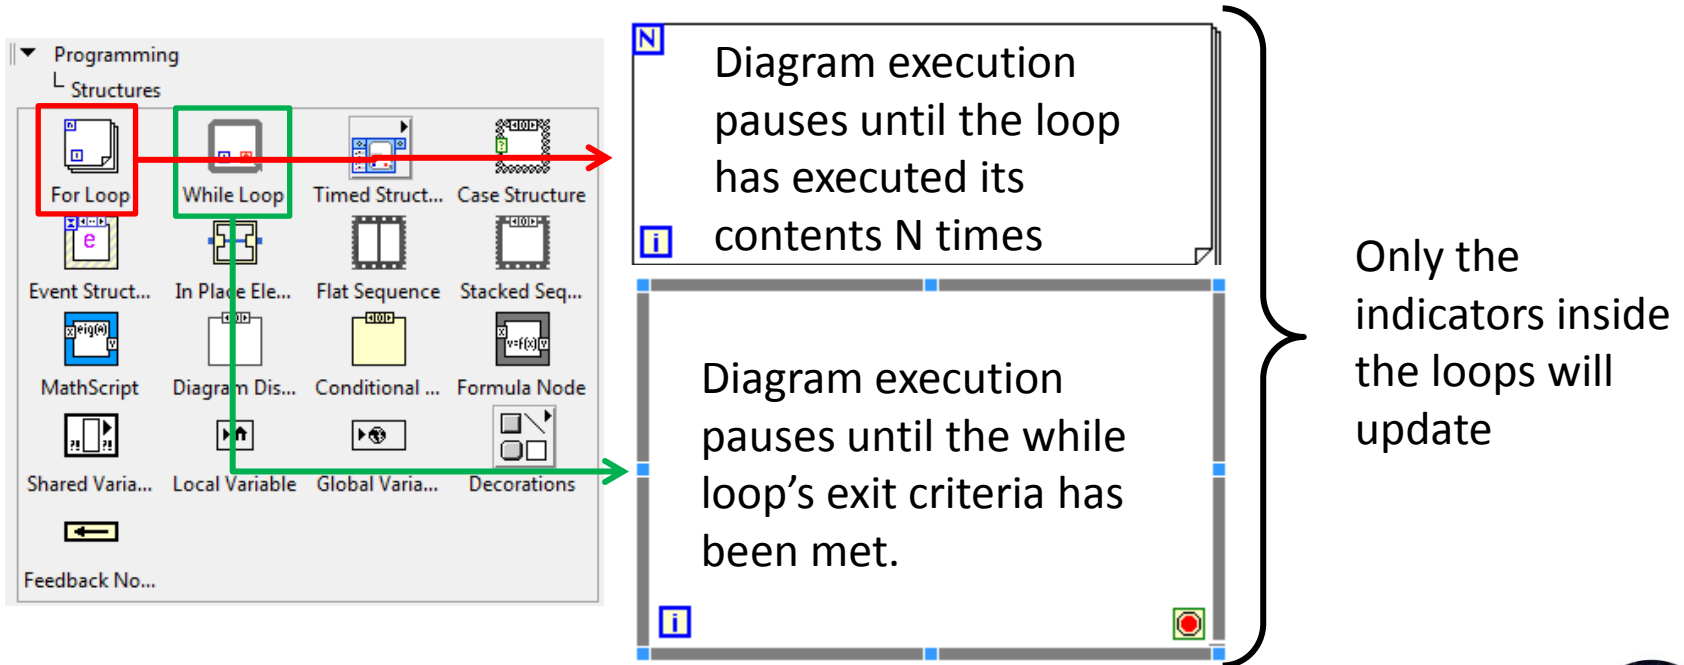 Programming
Structures
For Loop
While Loop
Timed Struct...
Case Structure
Event Struct...
In Place Ele...
Flat Sequence
Stacked Seq...
MathScript
Diagram Dis...
Conditional ...
Formula Node
Shared Varia...
Local Variable
Global Varia...
Decorations
Feedback No...
N
Diagram execution
pauses until the loop
has executed its
contents N times
i
Diagram execution
pauses until the while
loop’s exit criteria has
been met.
i
Only the
indicators inside
the loops will
update